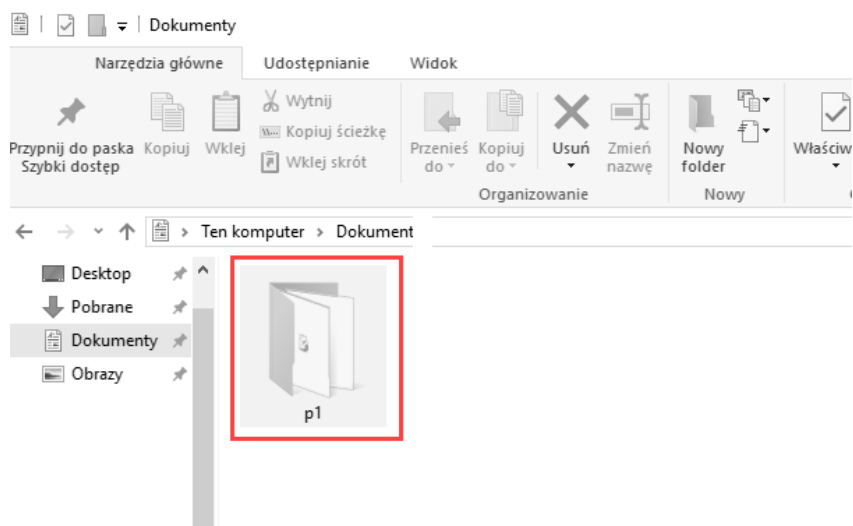 Dokumenty
Narzędzia główne Udostępnianie Widok
Przypnij do paska
Szybki dostęp
Kopiuj
Wklej
Wytnij
Kopiuj ścieżkę
Wklej skrót
Przenieś
do
Kopiuj
do
Usuń
Zmień
nazwę
Nowy
folder
Właściw
Organizowanie
Nowy
Ten komputer > Dokument
Desktop
Pobrane
Dokumenty
Obrazy
p1